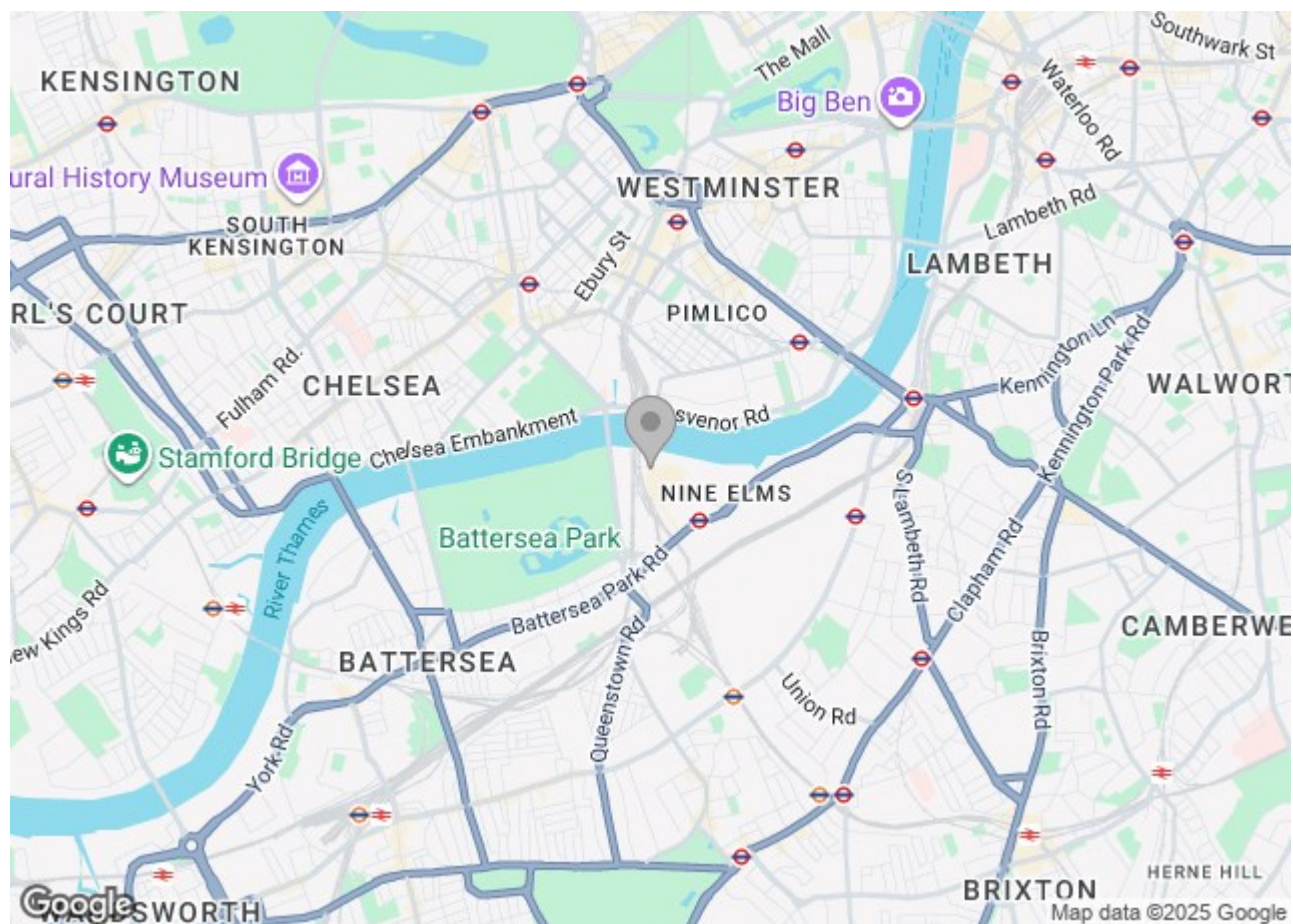 Southwark St
The Mall
KENSINGTON
Waterloo Rd
Big Ben
ural History Museum
WESTMINSTER
Lambeth Rd
SOUTH
KENSINGTON
Ebury St
LAMBETH
RL'S COURT
PIMLICO
Kennington Ln
Kennington Park Rd
WALWORT
CHELSEA
Fulham Rd.
svenor Rd
Chelsea Embankment
Stamford Bridge
NINE ELMS
S Lambeth Rd
Battersea Park
River Thames
Clapham Rd
Battersea Park Rd
ew Kings Rd
CAMBERWE
BATTERSEA
Queenstown Rd
Brixton Rd
Union Rd
York Rd
HERNE HILL
BRIXTON
Google
WANDSWORTH
Map data ©2025 Google